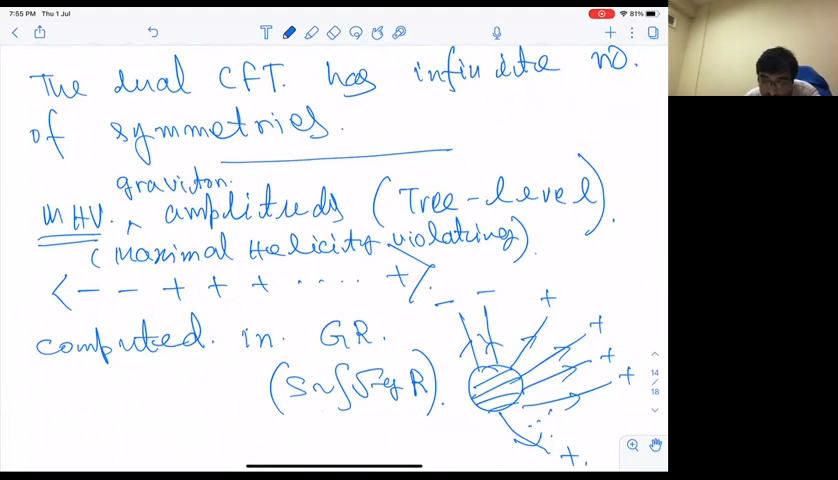 7:55 PM Thu 1 Jul
81%
The dual CFT. has infinite no.
of symmetries.
graviton.
MHV. ^ amplitudes (Tree-level).
(Maximal Helicity violating).
< - - + + + ..... + >.
- - +
+
+
+
computed in GR.
(S ~ ∫ √-g R).
+.
14
18